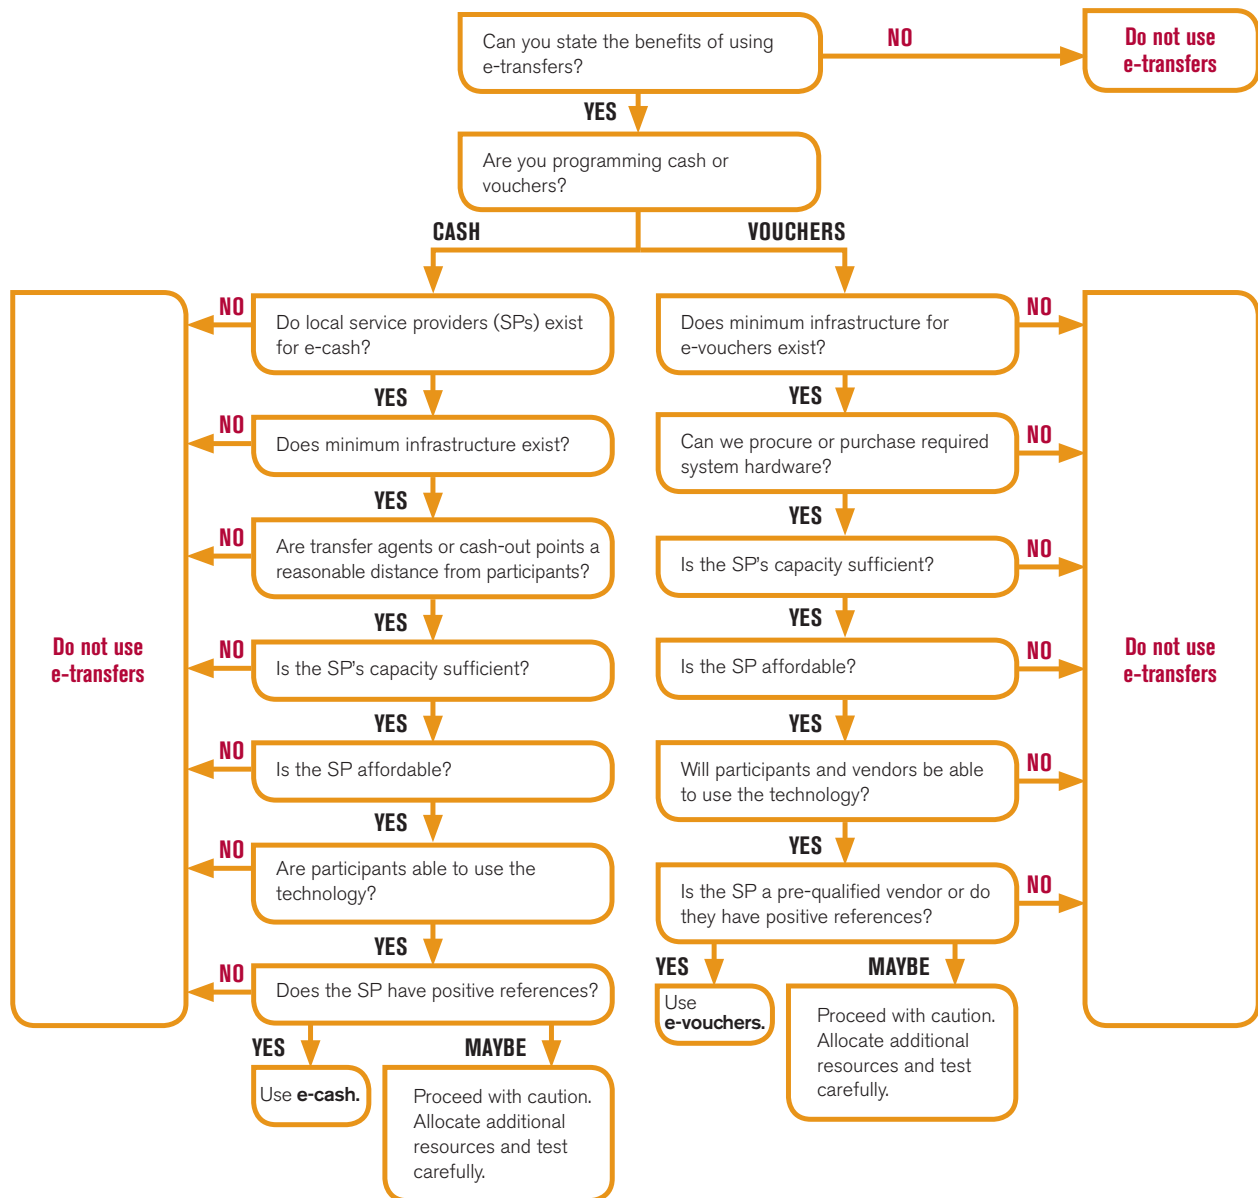 Can you state the benefits of using
e-transfers?
NO
Do not use
e-transfers
YES
Are you programming cash or
vouchers?
CASH
VOUCHERS
Do not use
e-transfers
NO
Do local service providers (SPs) exist
for e-cash?
YES
NO
Does minimum infrastructure exist?
YES
NO
Are transfer agents or cash-out points a
reasonable distance from participants?
YES
NO
Is the SP's capacity sufficient?
YES
NO
Is the SP affordable?
YES
NO
Are participants able to use the
technology?
YES
NO
Does the SP have positive references?
YES
MAYBE
Use e-cash.
Proceed with caution.
Allocate additional
resources and test
carefully.
Does minimum infrastructure for
e-vouchers exist?
NO
YES
Can we procure or purchase required
system hardware?
NO
YES
Is the SP's capacity sufficient?
NO
YES
Is the SP affordable?
NO
YES
Will participants and vendors be able
to use the technology?
NO
YES
Is the SP a pre-qualified vendor or do
they have positive references?
NO
YES
MAYBE
Use
e-vouchers.
Proceed with caution.
Allocate additional
resources and test
carefully.
Do not use
e-transfers